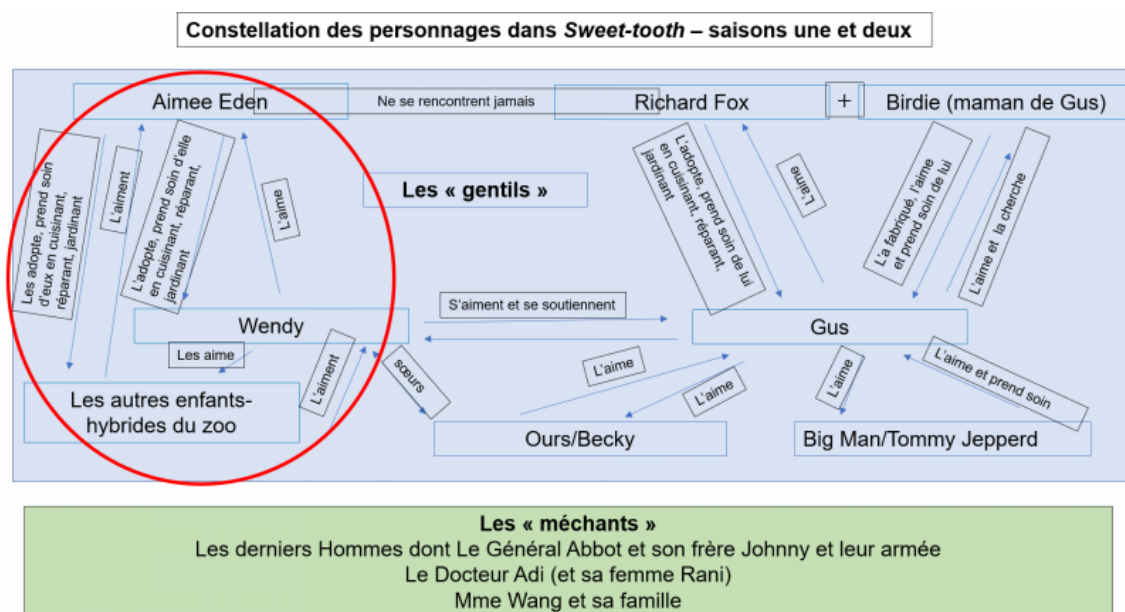 Constellation des personnages dans Sweet-tooth – saisons une et deux
Aimee Eden
Ne se rencontrent jamais
Richard Fox
+
Birdie (maman de Gus)
Les adopte, prend soin
d'eux en cuisinant,
réparant, jardinant
L'aiment
L'adopte, prend soin d'elle
en cuisinant, réparant,
jardinant
L'aime
Les « gentils »
L'adopte, prend soin de lui
en cuisinant, réparant,
jardinant
L'aime
L'a fabriqué, l'aime
et prend soin de lui
L'aime et la cherche
Wendy
S'aiment et se soutiennent
Gus
Les aime
L'aiment
sœurs
L'aime
L'aime
L'aime
L'aime et prend soin
Les autres enfants-
hybrides du zoo
Ours/Becky
Big Man/Tommy Jepperd
Les « méchants »
Les derniers Hommes dont Le Général Abbot et son frère Johnny et leur armée
Le Docteur Adi (et sa femme Rani)
Mme Wang et sa famille